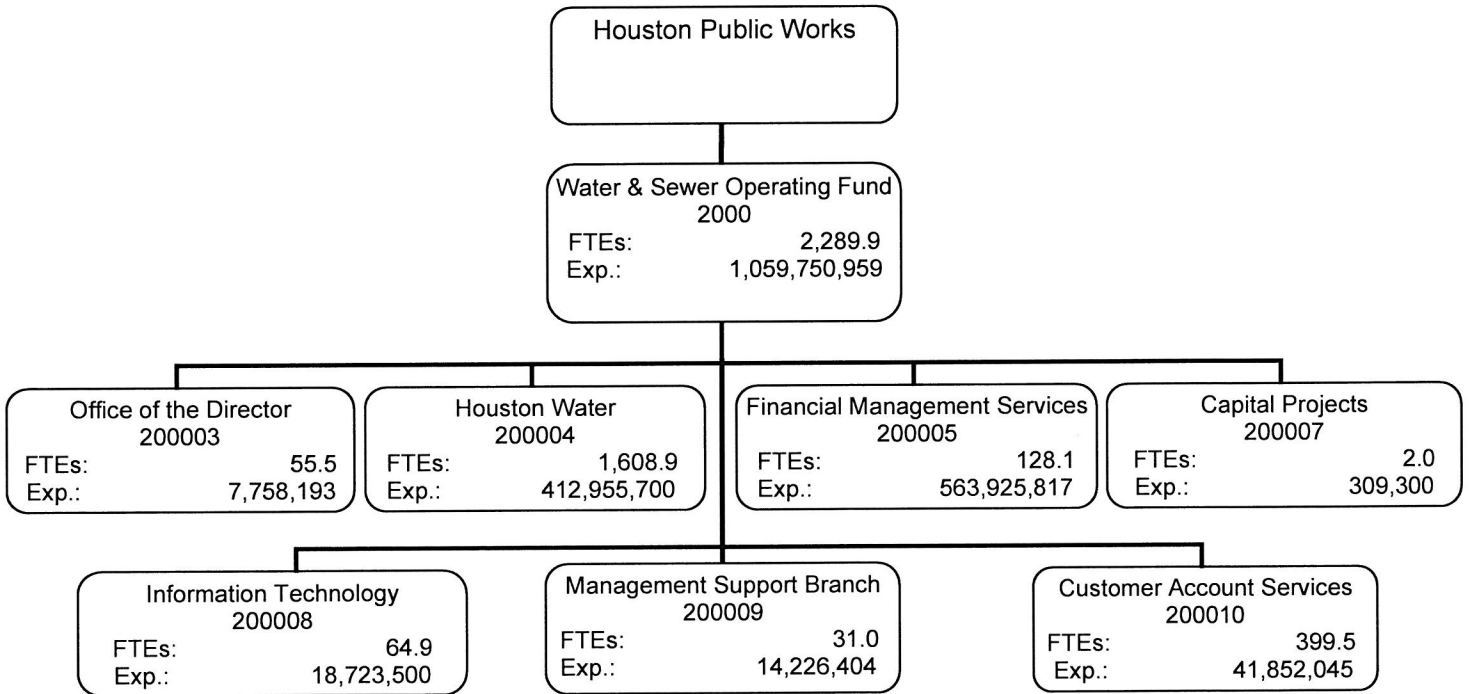 Houston Public Works
Water & Sewer Operating Fund
2000
FTEs: 2,289.9
Exp.: 1,059,750,959
Office of the Director
200003
FTEs: 55.5
Exp.: 7,758,193
Houston Water
200004
FTEs: 1,608.9
Exp.: 412,955,700
Financial Management Services
200005
FTEs: 128.1
Exp.: 563,925,817
Capital Projects
200007
FTEs: 2.0
Exp.: 309,300
Information Technology
200008
FTEs: 64.9
Exp.: 18,723,500
Management Support Branch
200009
FTEs: 31.0
Exp.: 14,226,404
Customer Account Services
200010
FTEs: 399.5
Exp.: 41,852,045